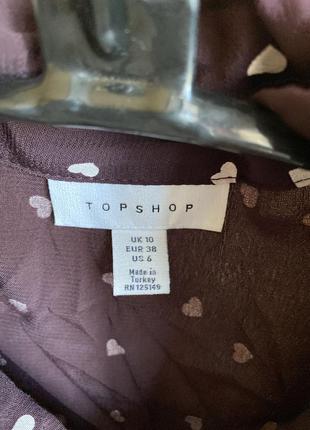 TOPSHOP
UK 10
EUR 38
US 6
Made in
Turkey
RN 125149